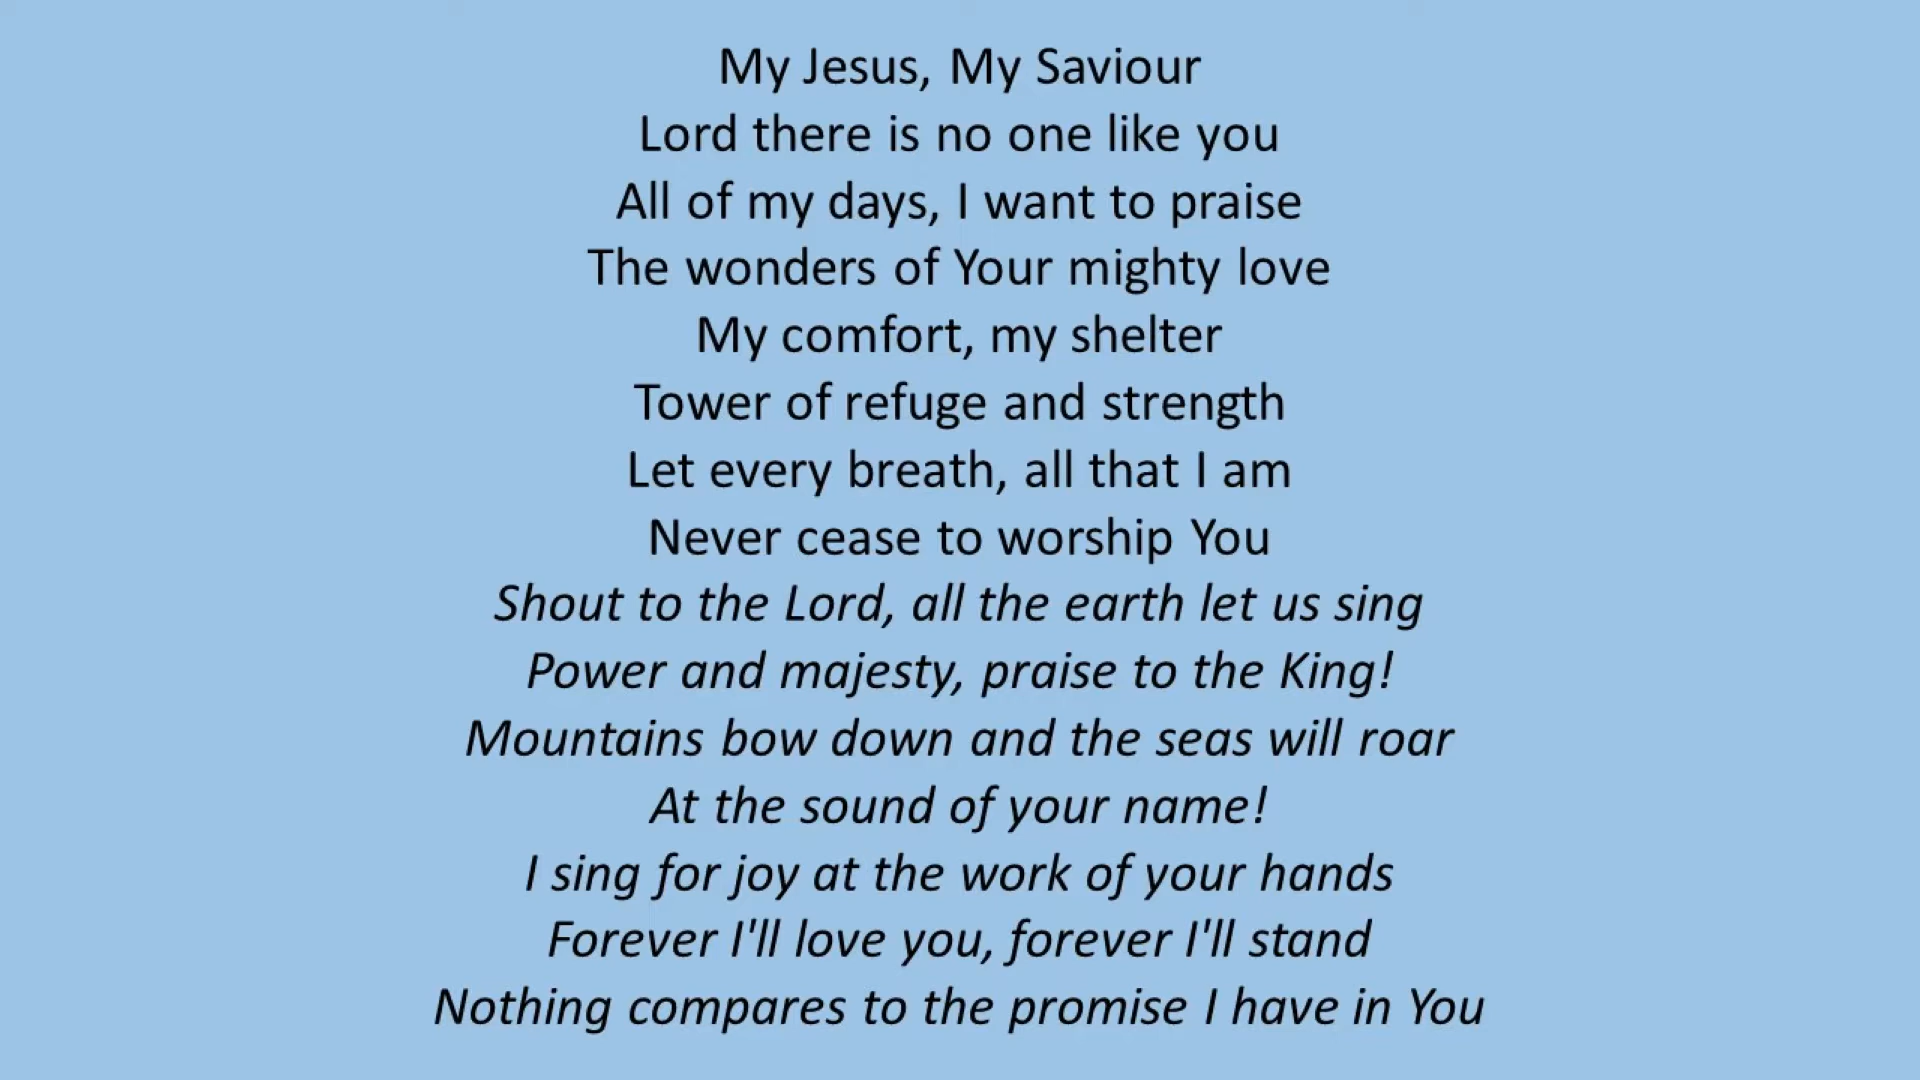 My Jesus, My Saviour
Lord there is no one like you
All of my days, I want to praise
The wonders of Your mighty love
My comfort, my shelter
Tower of refuge and strength
Let every breath, all that I am
Never cease to worship You
Shout to the Lord, all the earth let us sing
Power and majesty, praise to the King!
Mountains bow down and the seas will roar
At the sound of your name!
I sing for joy at the work of your hands
Forever I'll love you, forever I'll stand
Nothing compares to the promise I have in You